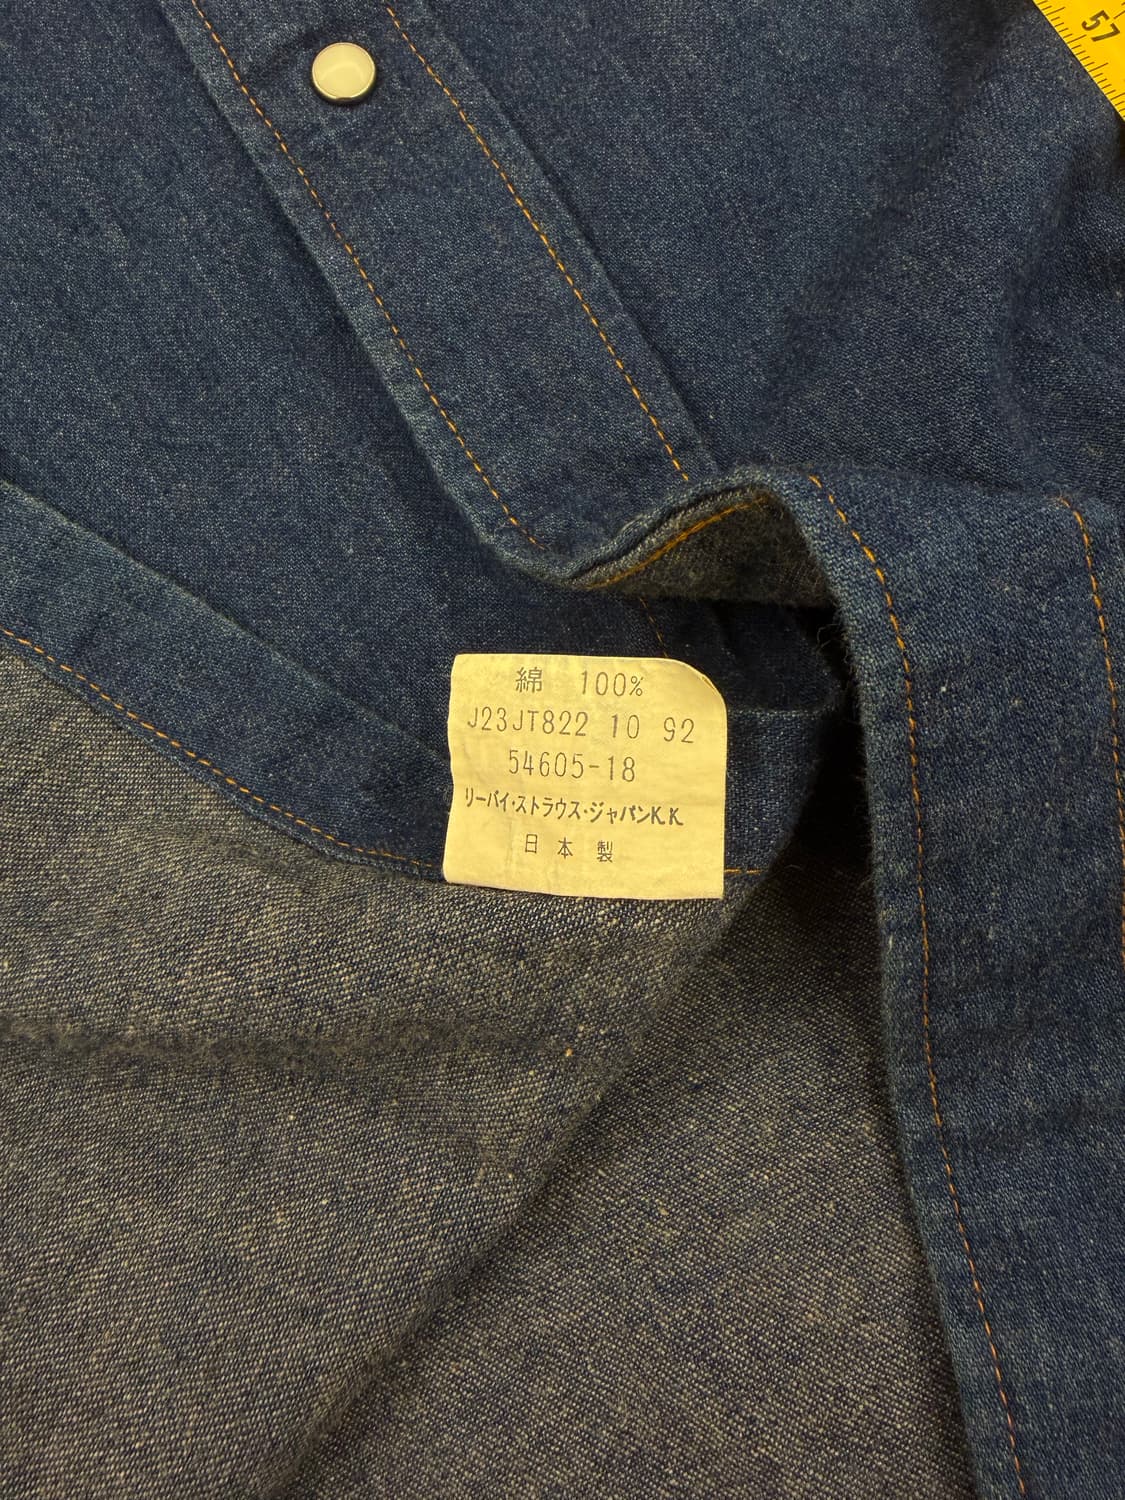 57
綿 100%
J23JT822 10 92
54605-18
リーバイ・ストラウス・ジャパンK.K
日本製